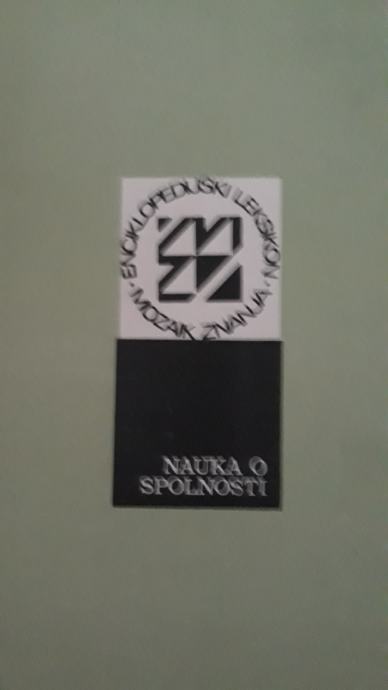 ENCIKLOPEDIJSKI LEKSIKON
MOZAIK ZNANJA
NAUKA O
SPOLNOSTI